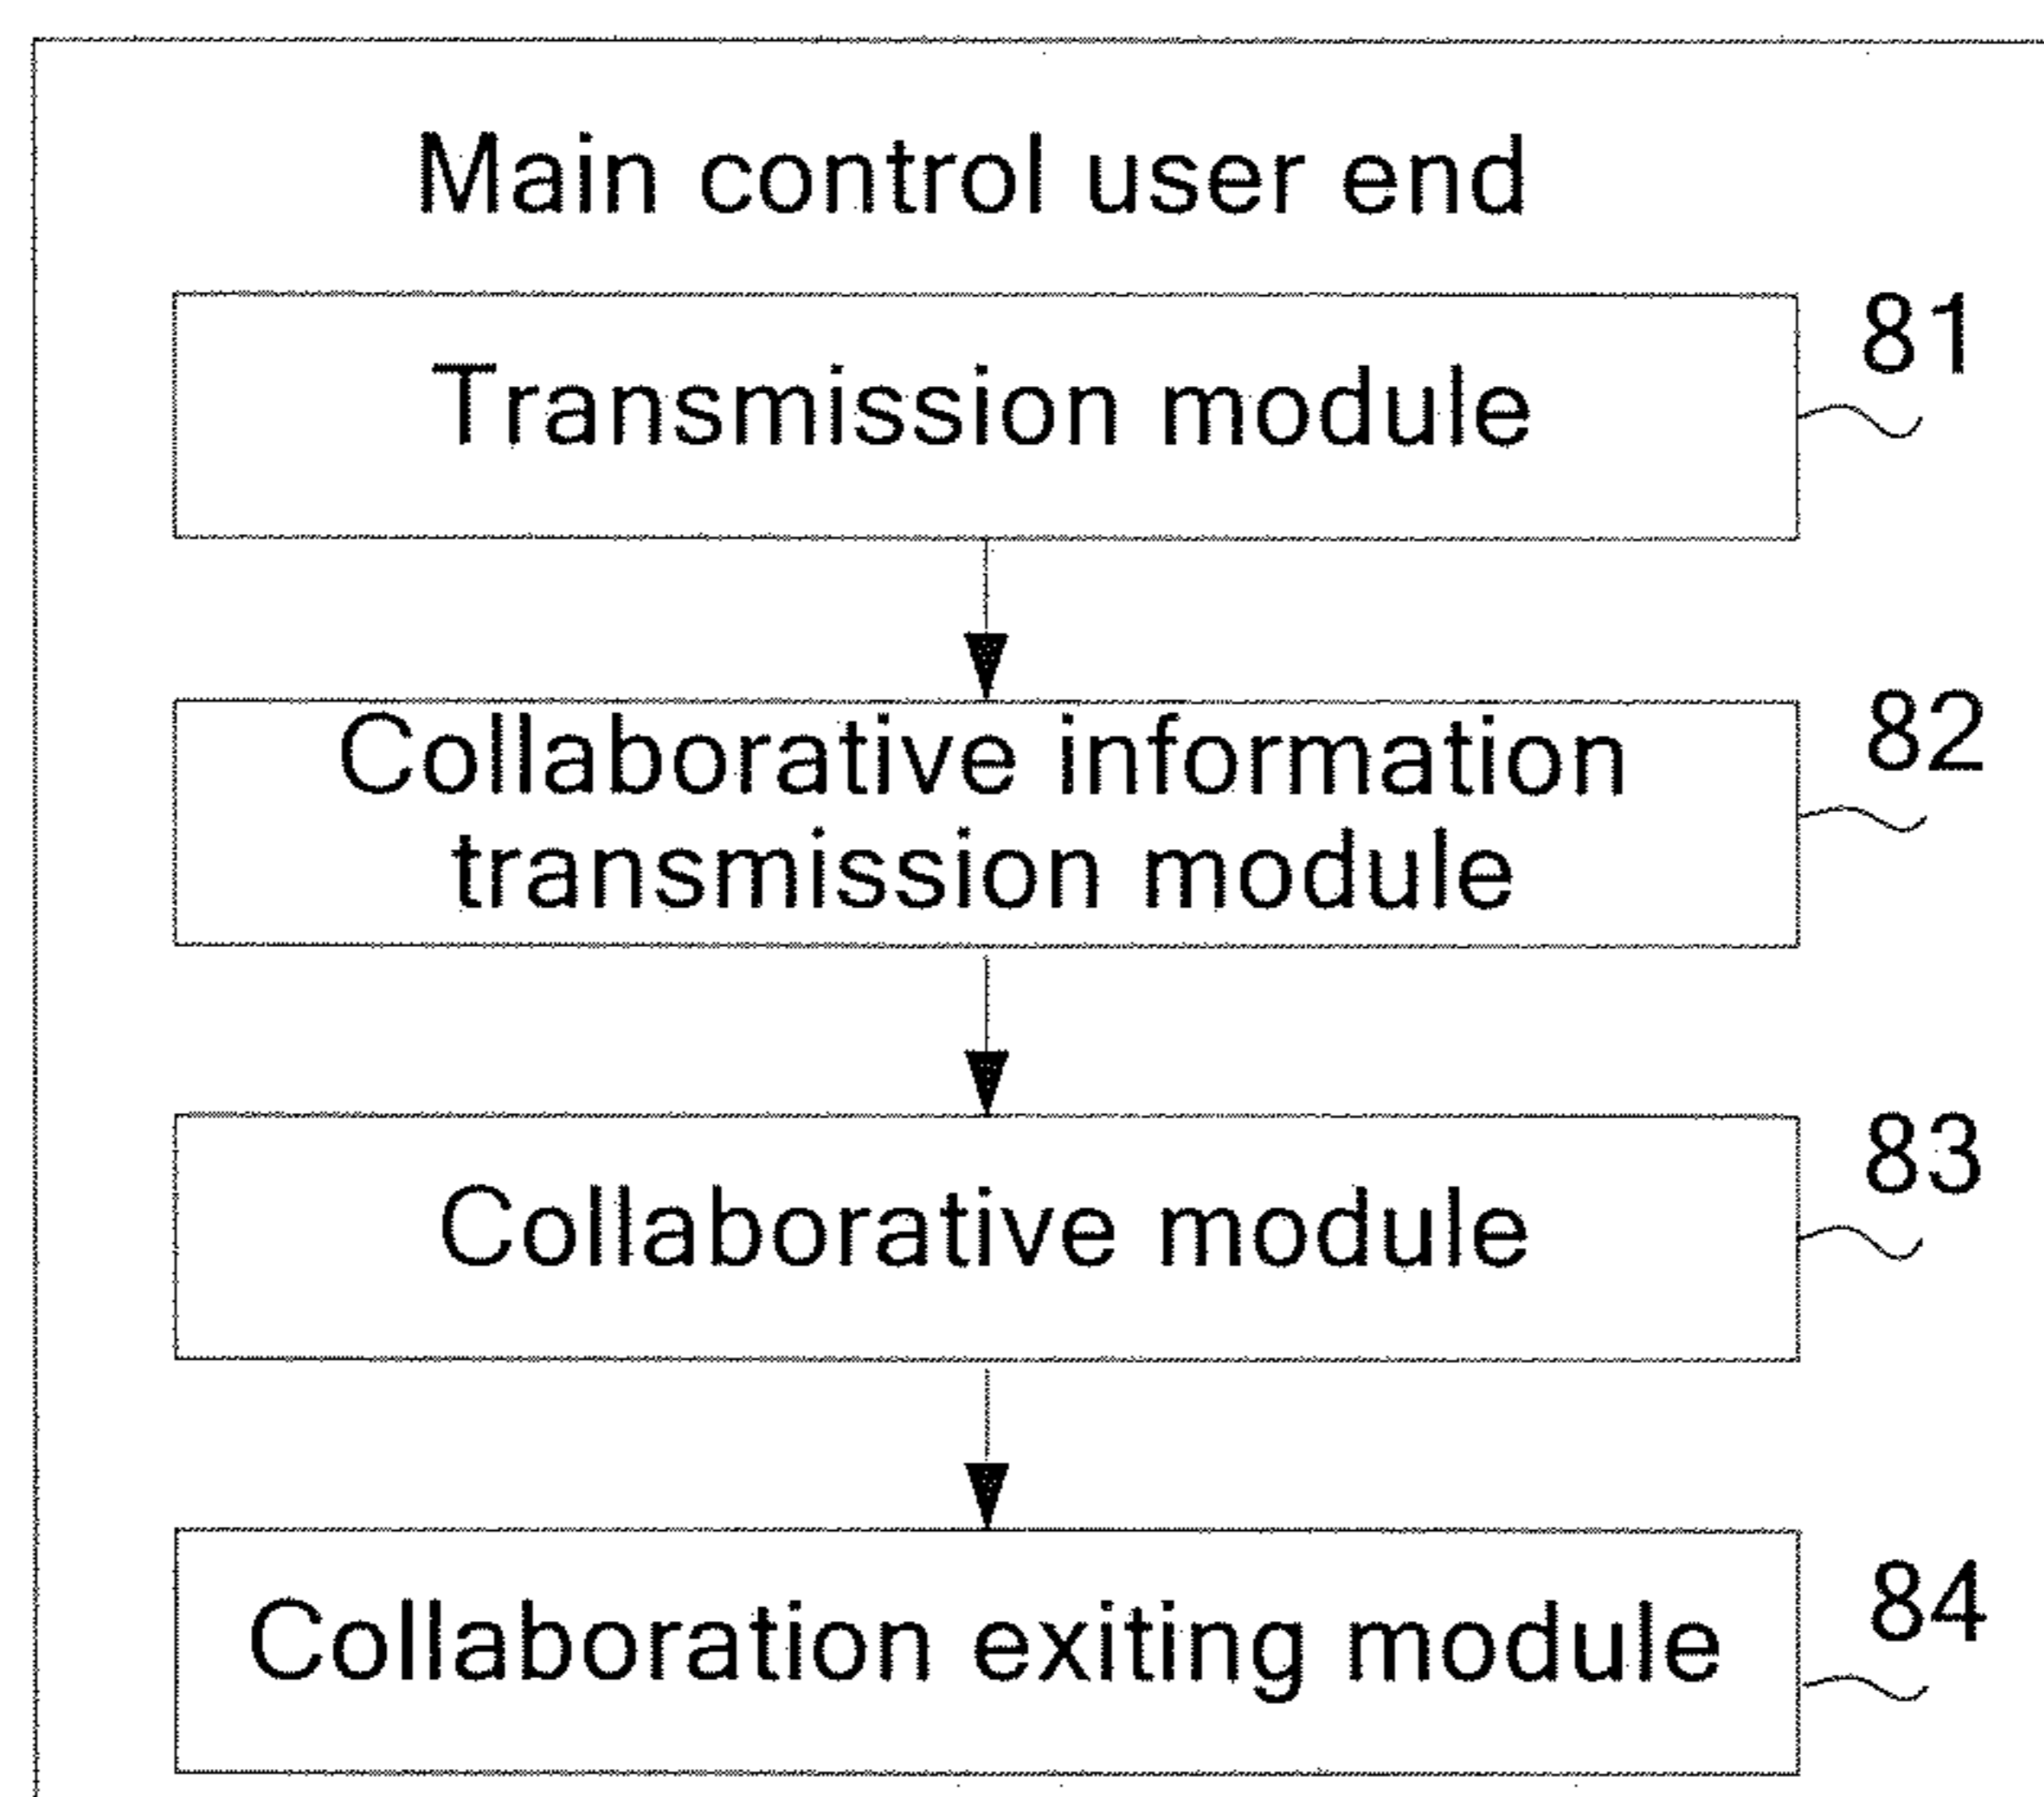 Main control user end
81
Transmission module
82
Collaborative information
transmission module
83
Collaborative module
84
Collaboration exiting module